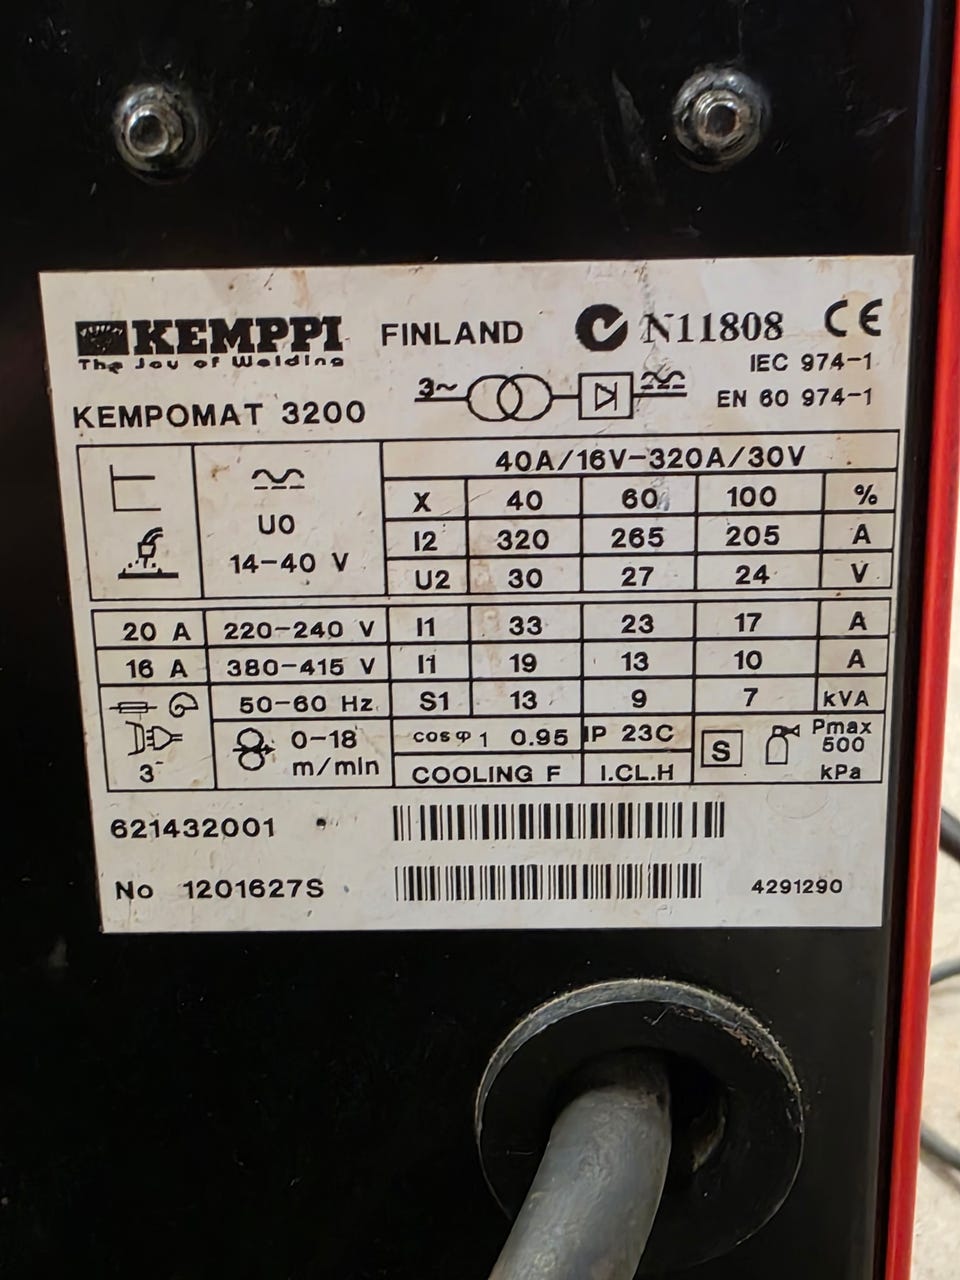 KEMPPI FINLAND N11808 CE
The Joy of Welding
IEC 974-1
KEMPOMAT 3200 3~ EN 60 974-1
40A/16V-320A/30V
X 40 60 100 %
U0
14-40 V
I2 320 265 205 A
U2 30 27 24 V
20 A 220-240 V I1 33 23 17 A
16 A 380-415 V I1 19 13 10 A
50-60 Hz S1 13 9 7 kVA
3~ 0-18 m/min cos φ 1 0.95 IP 23C S Pmax 500 kPa
COOLING F I.CL.H
621432001
No 1201627S 4291290